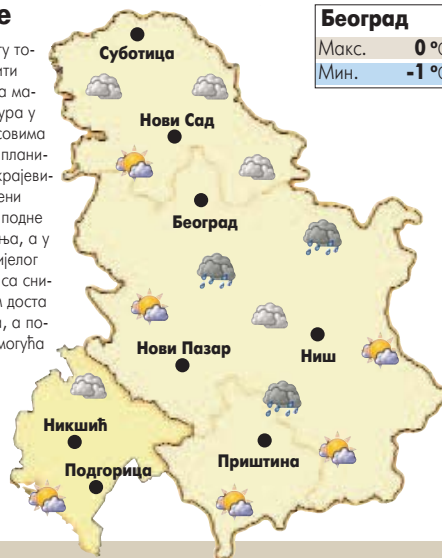 е
ту то-
ити
а ма-
ура у
овима
плани-
крајеви-
ени
подне
ња, а у
ијелог
са сни-
м доста
а, а по-
могућа
Београд
Макс. 0 °C
Мин. -1 °C
Суботица
Нови Сад
Београд
Нови Пазар
Ниш
Никшић
Подгорица
Приштина